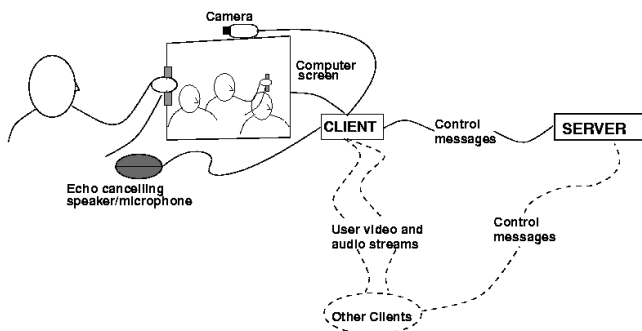 Camera
Computer
screen
CLIENT
Control
messages
SERVER
Echo cancelling
speaker/microphone
User video and
audio streams
Control
messages
Other Clients